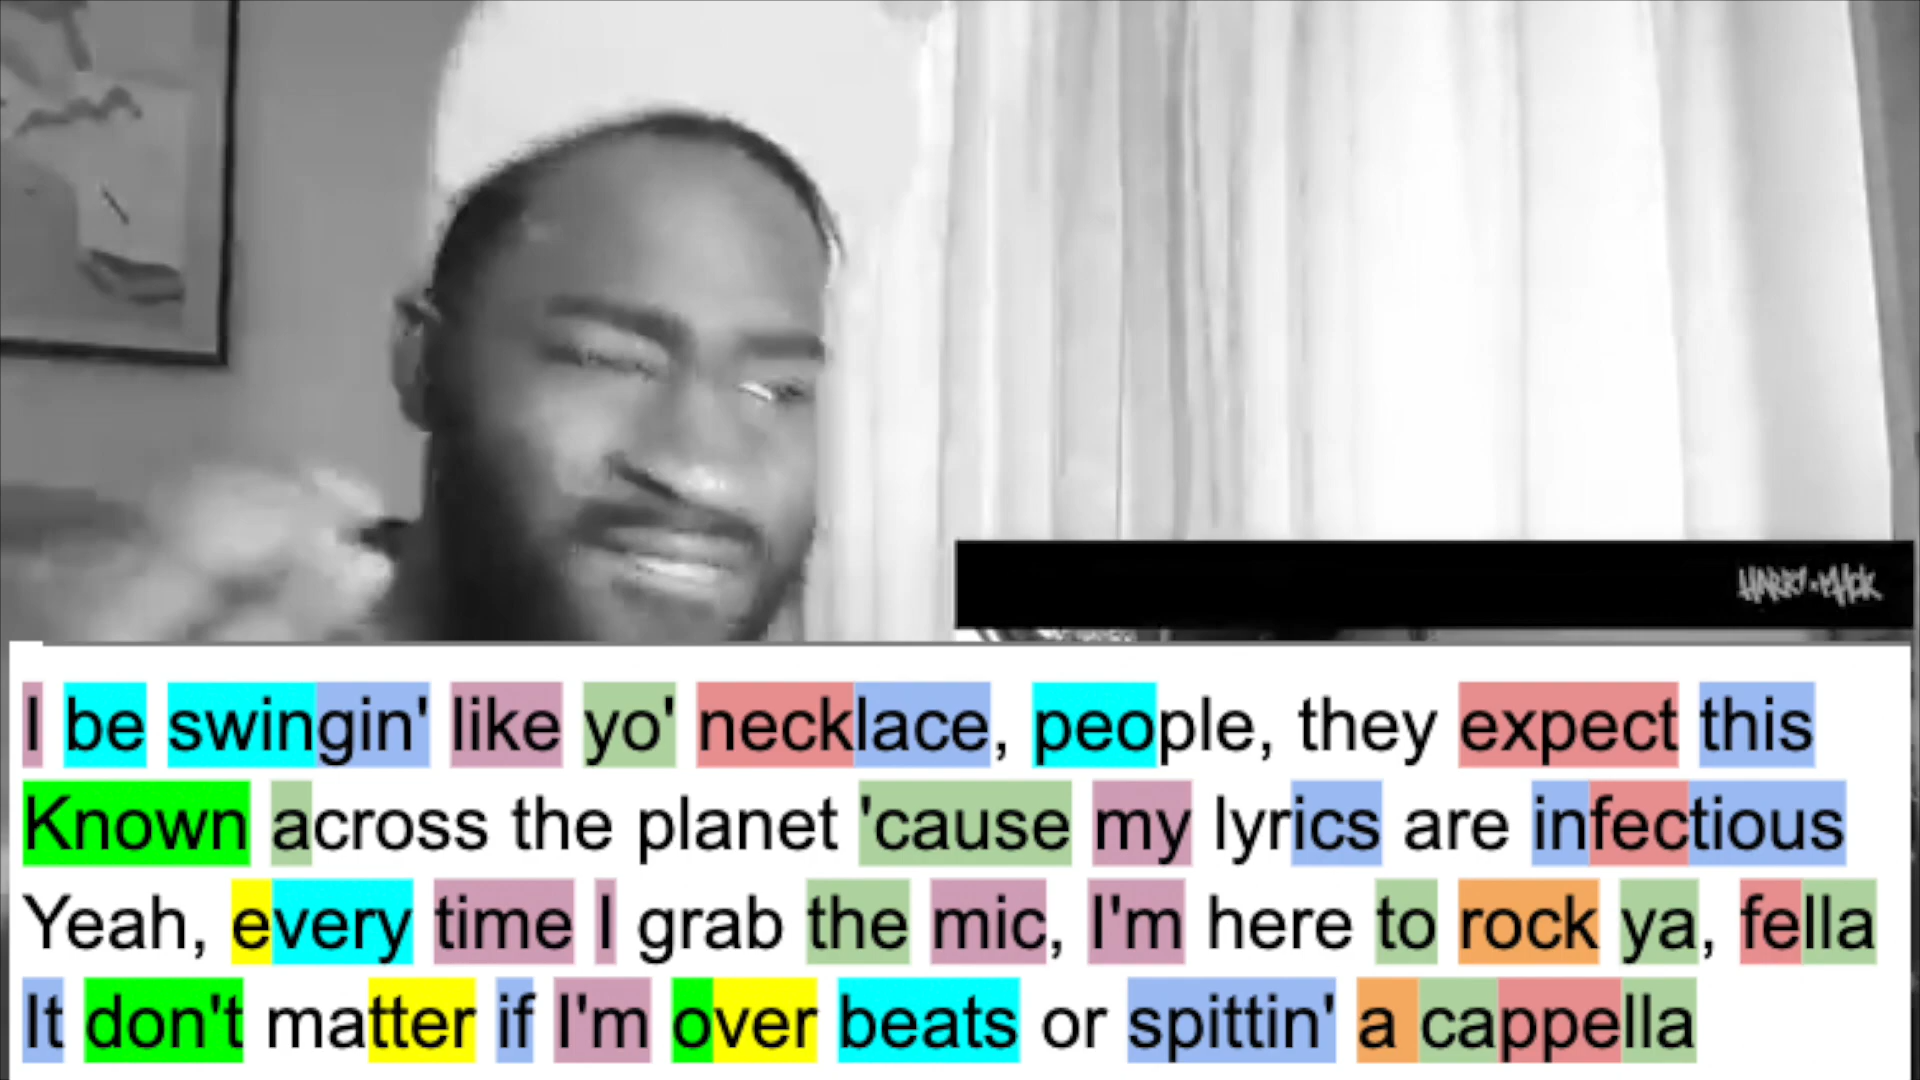 HARRY MACK
I be swingin' like yo' necklace, people, they expect this
Known across the planet 'cause my lyrics are infectious
Yeah, every time I grab the mic, I'm here to rock ya, fella
It don't matter if I'm over beats or spittin' a cappella